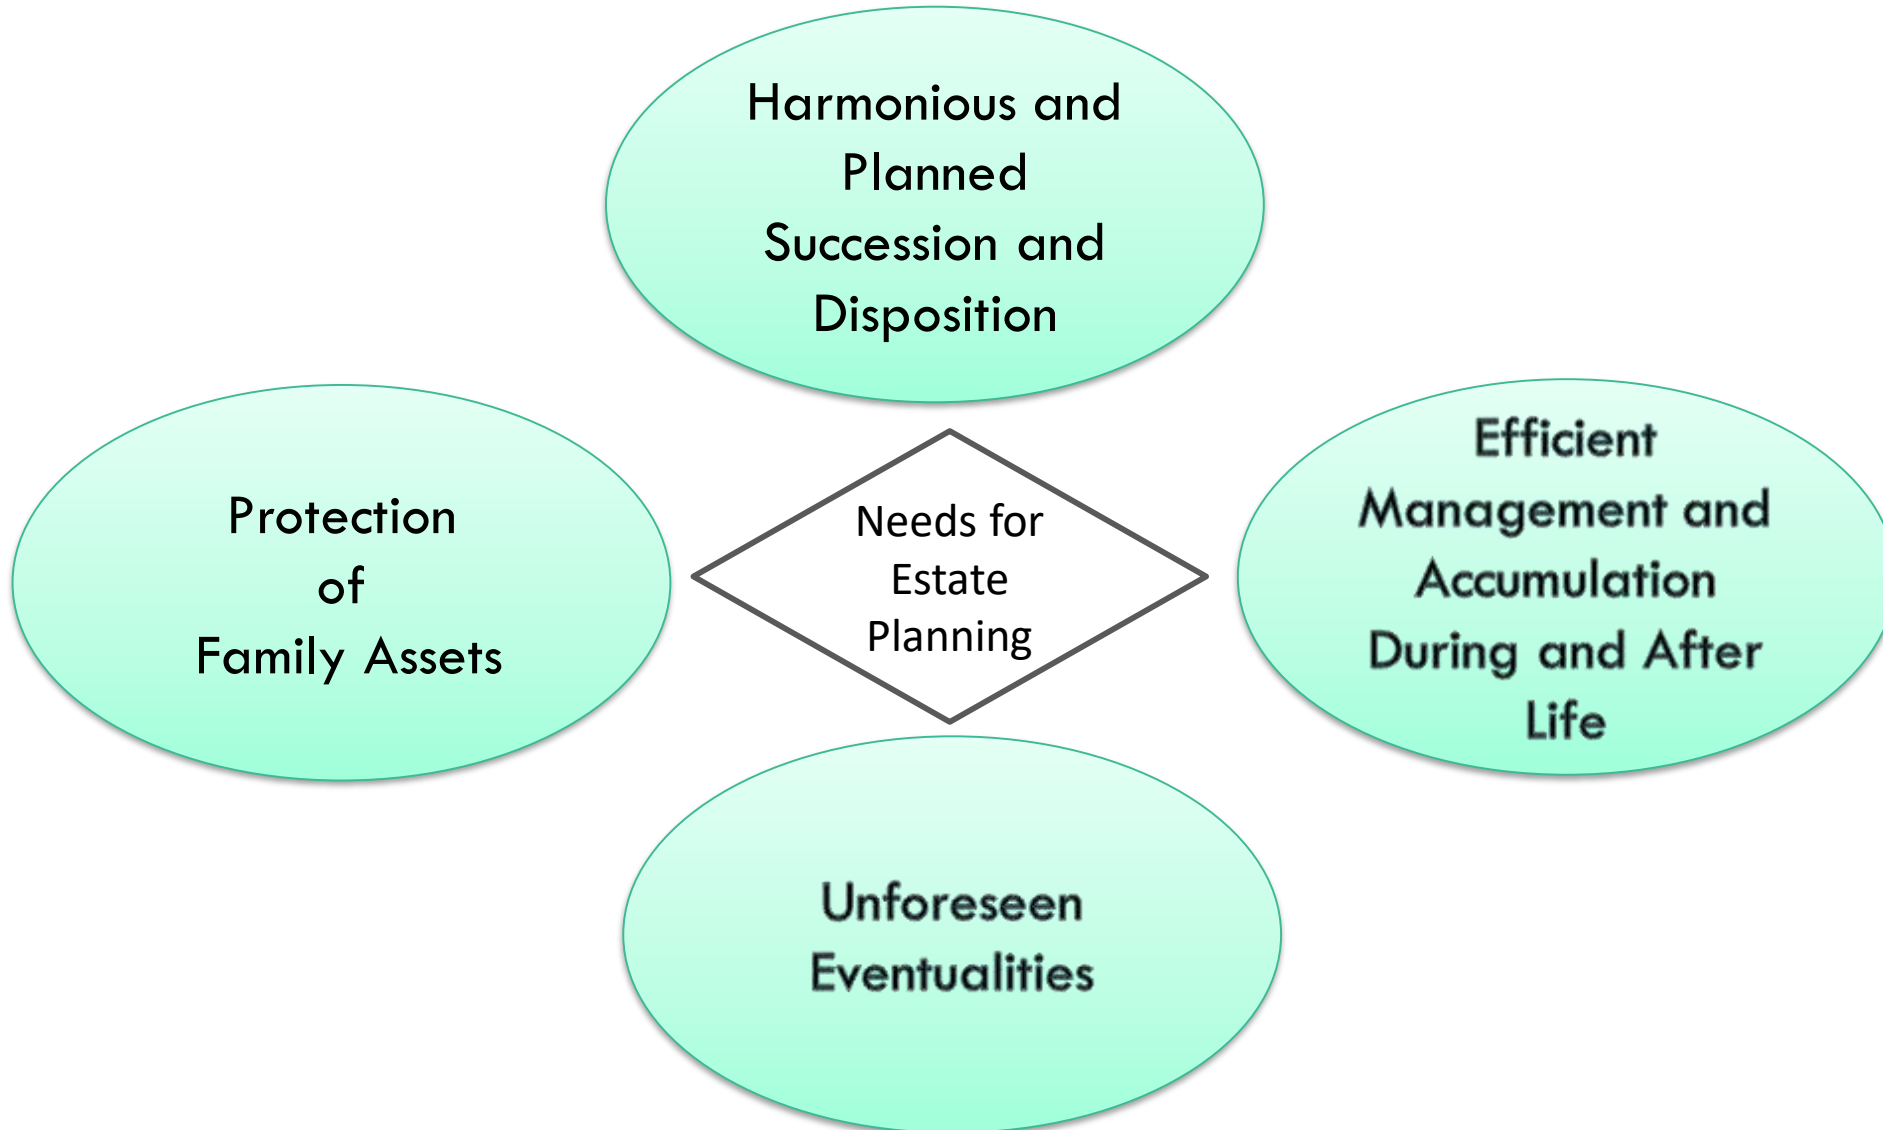 Harmonious and
Planned
Succession and
Disposition
Protection
of
Family Assets
Needs for
Estate
Planning
Efficient
Management and
Accumulation
During and After
Life
Unforeseen
Eventualities